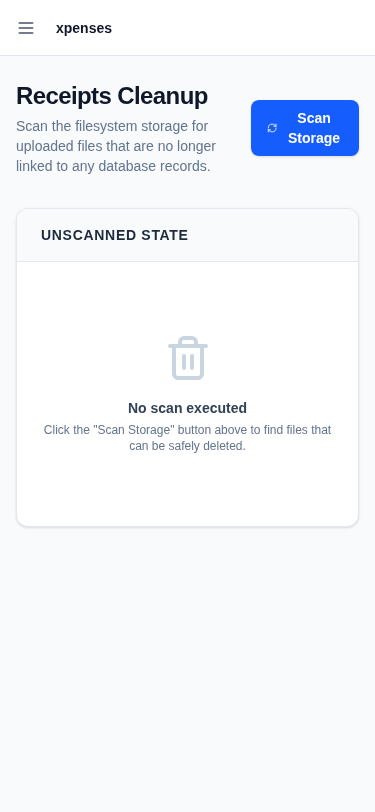 xpenses
Receipts Cleanup
Scan the filesystem storage for
uploaded files that are no longer
linked to any database records.
Scan
Storage
UNSCANNED STATE
No scan executed
Click the "Scan Storage" button above to find files that
can be safely deleted.